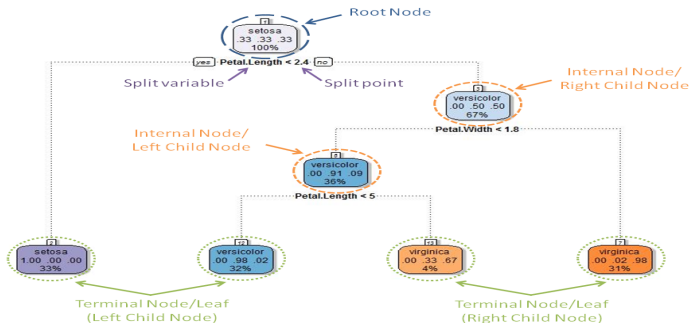 Root Node
1
setosa
.33 .33 .33
100%
yes Petal.Length < 2.4 no
Split variable
Split point
Internal Node/
Right Child Node
3
versicolor
.00 .50 .50
67%
Petal.Width < 1.8
Internal Node/
Left Child Node
6
versicolor
.00 .91 .09
36%
Petal.Length < 5
2
setosa
1.00 .00 .00
33%
12
versicolor
.00 .98 .02
32%
13
virginica
.00 .33 .67
4%
7
virginica
.00 .02 .98
31%
Terminal Node/Leaf
(Left Child Node)
Terminal Node/Leaf
(Right Child Node)